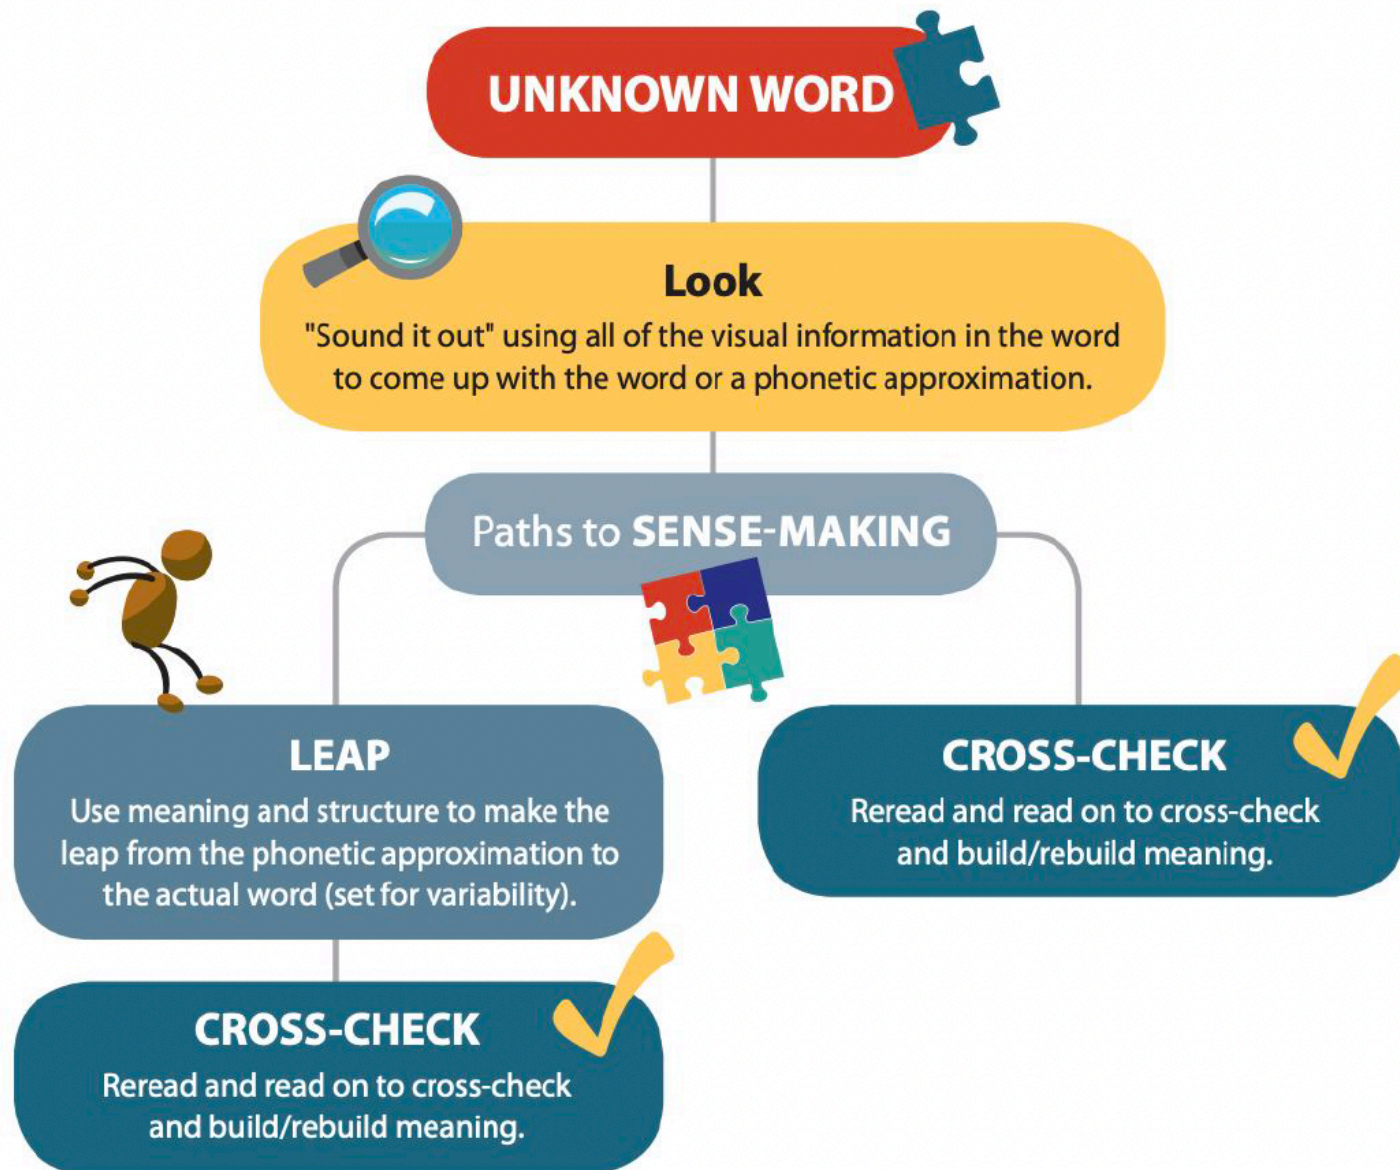 UNKNOWN WORD
Look
"Sound it out" using all of the visual information in the word
to come up with the word or a phonetic approximation.
Paths to SENSE-MAKING
LEAP
Use meaning and structure to make the
leap from the phonetic approximation to
the actual word (set for variability).
CROSS-CHECK
Reread and read on to cross-check
and build/rebuild meaning.
CROSS-CHECK
Reread and read on to cross-check
and build/rebuild meaning.